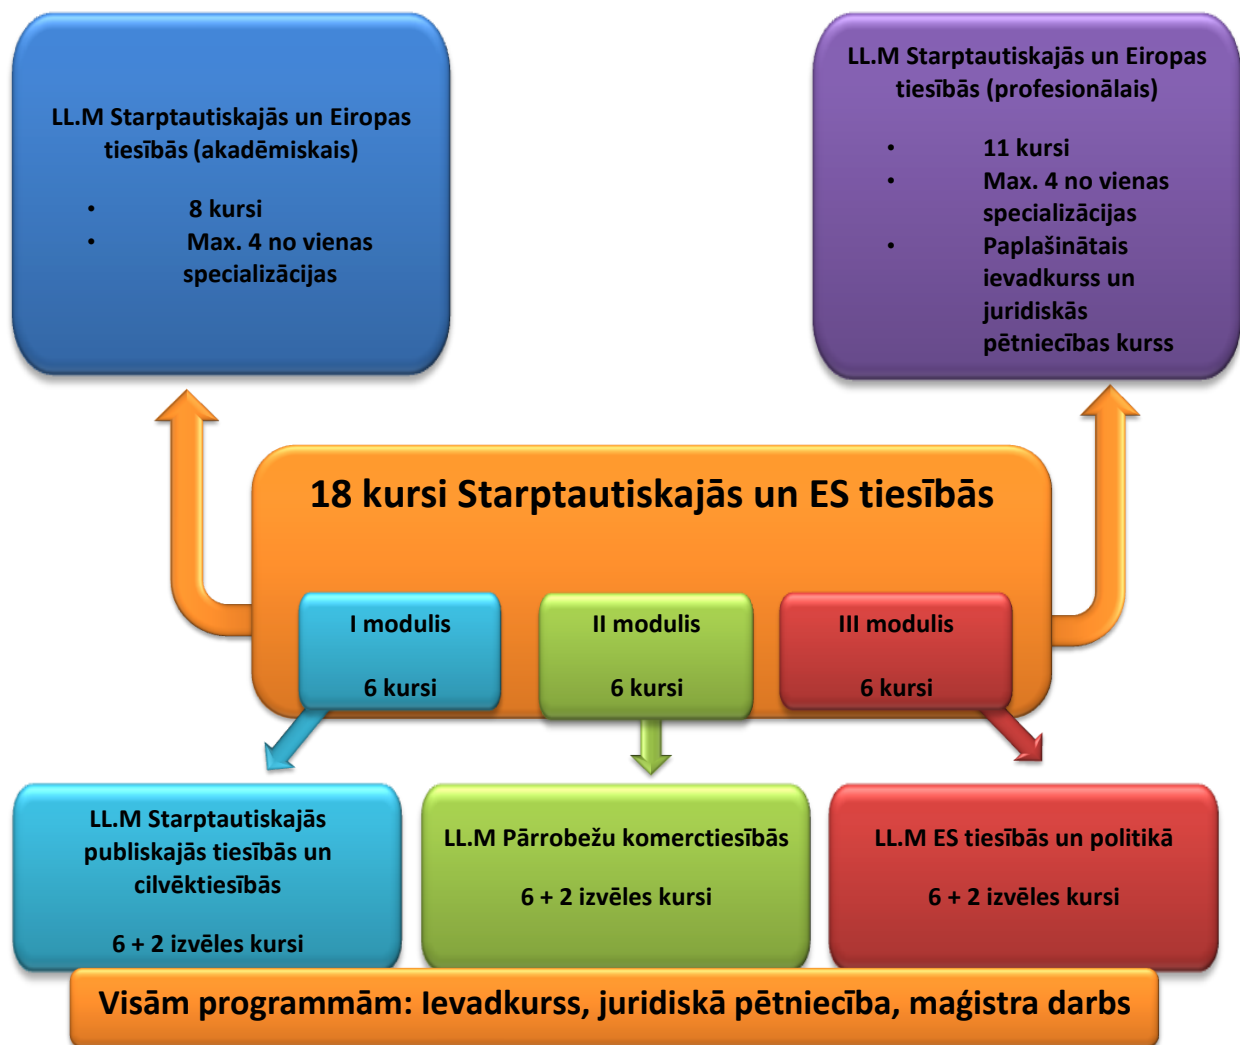 LL.M Starptautiskajās un Eiropas
tiesībās (akadēmiskais)
• 8 kursi
• Max. 4 no vienas
specializācijas
LL.M Starptautiskajās un Eiropas
tiesībās (profesionālais)
• 11 kursi
• Max. 4 no vienas
specializācijas
• Paplašinātais
ievadkurss un
juridiskās
pētniecības kurss
18 kursi Starptautiskajās un ES tiesībās
I modulis
6 kursi
II modulis
6 kursi
III modulis
6 kursi
LL.M Starptautiskajās
publiskajās tiesībās un
cilvēktiesībās
6 + 2 izvēles kursi
LL.M Pārrobežu komerctiesībās
6 + 2 izvēles kursi
LL.M ES tiesībās un politikā
6 + 2 izvēles kursi
Visām programmām: Ievadkurss, juridiskā pētniecība, maģistra darbs